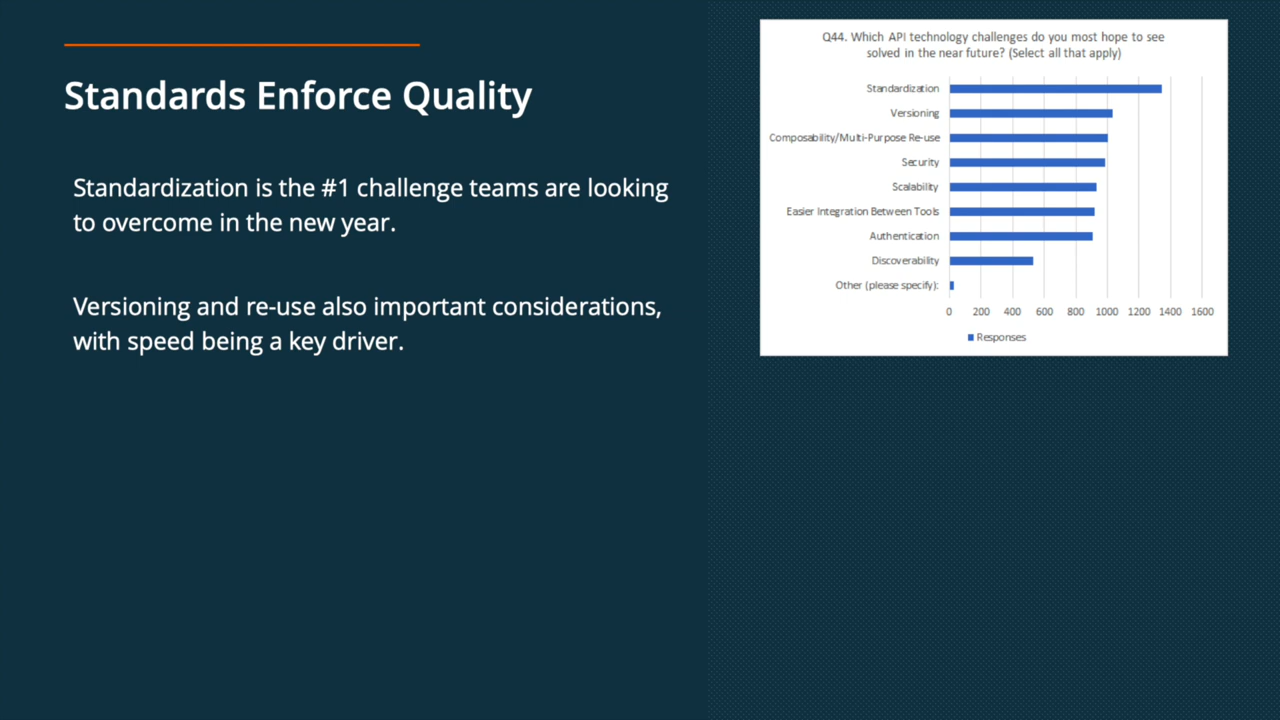 Standards Enforce Quality
Standardization is the #1 challenge teams are looking
to overcome in the new year.
Versioning and re-use also important considerations,
with speed being a key driver.
Q44. Which API technology challenges do you most hope to see
solved in the near future? (Select all that apply)
Standardization
Versioning
Composability/Multi-Purpose Re-use
Security
Scalability
Easier Integration Between Tools
Authentication
Discoverability
Other (please specify):
0 200 400 600 800 1000 1200 1400 1600
Responses